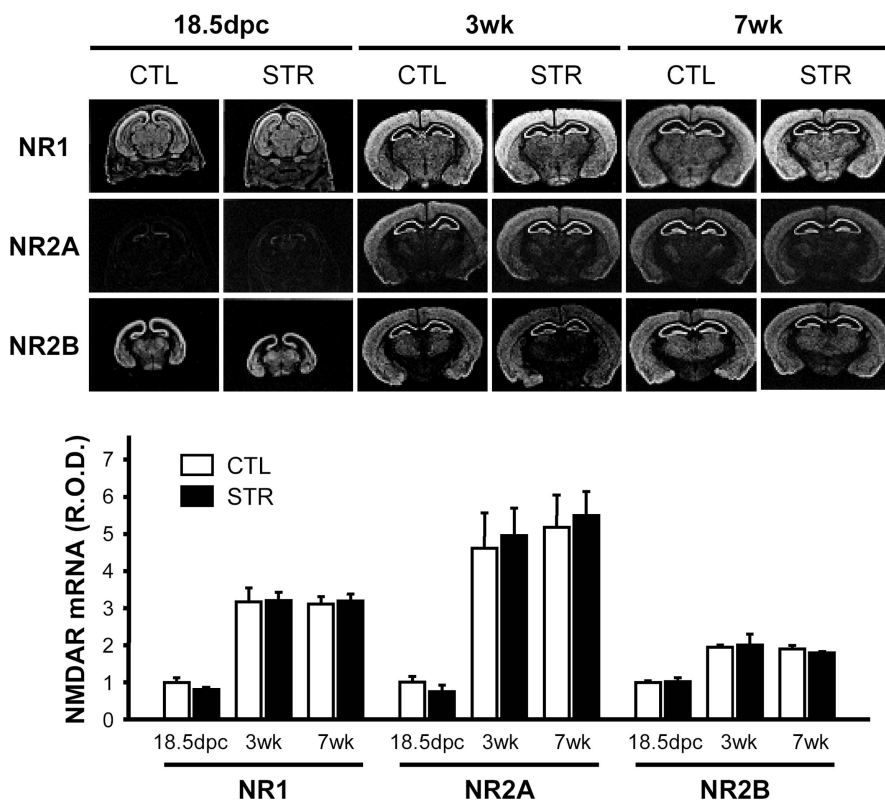 18.5dpc 3wk 7wk
CTL STR CTL STR CTL STR
NR1
NR2A
NR2B
NMDAR mRNA (R.O.D.)
7
6
5
4
3
2
1
0
CTL
STR
18.5dpc 3wk 7wk 18.5dpc 3wk 7wk 18.5dpc 3wk 7wk
NR1 NR2A NR2B